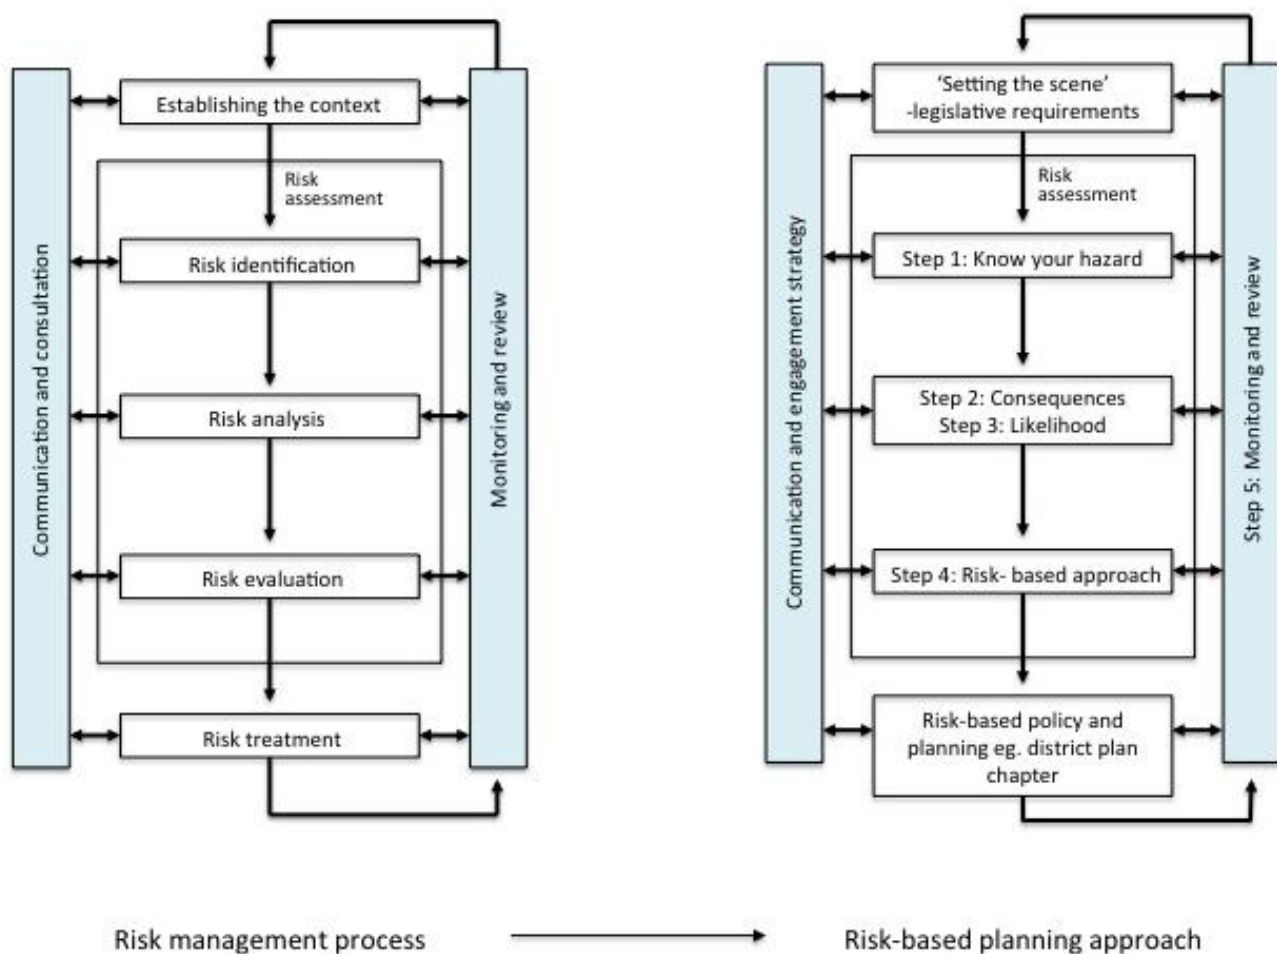 Establishing the context
Risk
assessment
Risk identification
Risk analysis
Risk evaluation
Risk treatment
Communication and consultation
Monitoring and review
'Setting the scene'
-legislative requirements
Risk
assessment
Step 1: Know your hazard
Step 2: Consequences
Step 3: Likelihood
Step 4: Risk- based approach
Risk-based policy and
planning eg. district plan
chapter
Communication and engagement strategy
Step 5: Monitoring and review
Risk management process
Risk-based planning approach